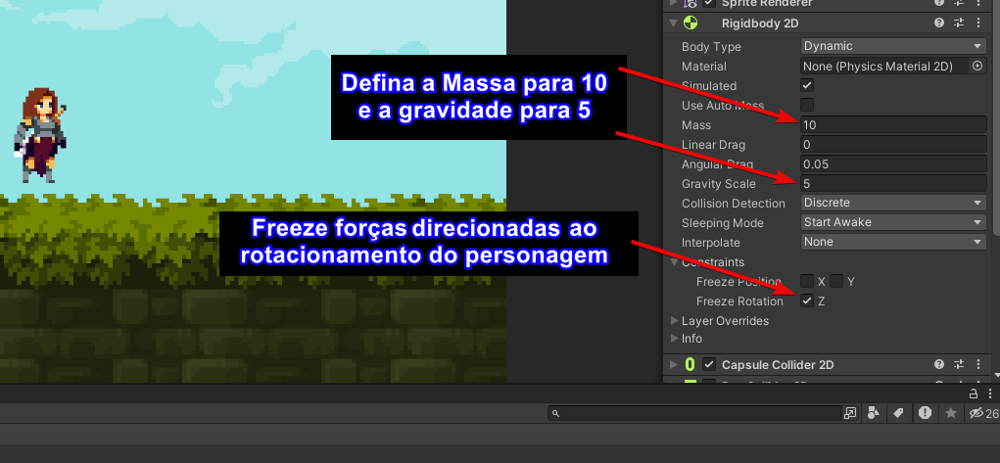 Sprite Renderer
Rigidbody 2D
Body Type Dynamic
Material None (Physics Material 2D)
Simulated
Use Auto Mass
Mass 10
Linear Drag 0
Angular Drag 0.05
Gravity Scale 5
Collision Detection Discrete
Sleeping Mode Start Awake
Interpolate None
Constraints
Freeze Position X Y
Freeze Rotation Z
Layer Overrides
Info
Capsule Collider 2D
Defina a Massa para 10
e a gravidade para 5
Freeze forças direcionadas ao
rotacionamento do personagem
26